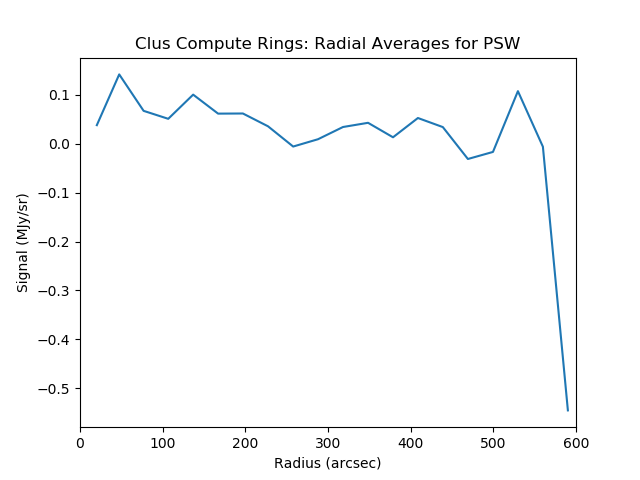 Clus Compute Rings: Radial Averages for PSW
0.1
0.0
−0.1
−0.2
−0.3
−0.4
−0.5
Signal (MJy/sr)
0 100 200 300 400 500 600
Radius (arcsec)